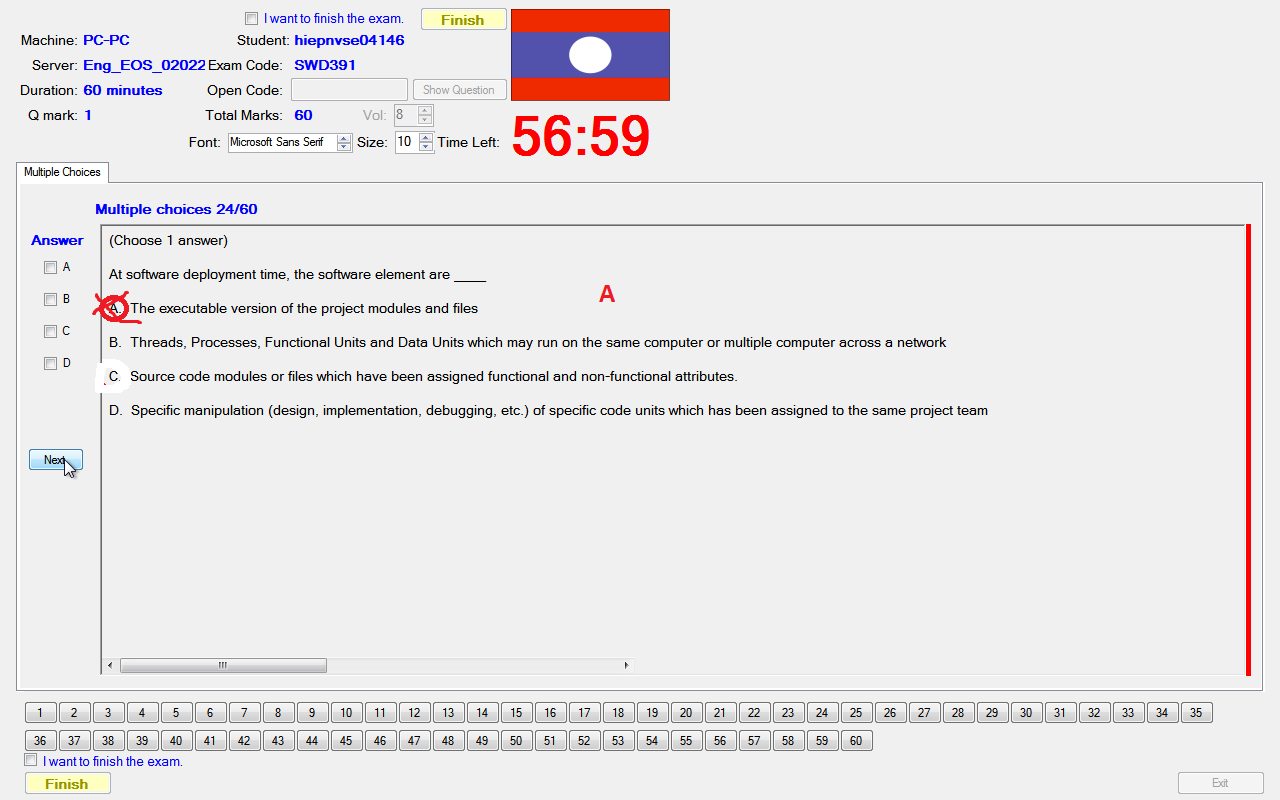 I want to finish the exam. Finish
Machine: PC-PC Student: hiepnvse04146
Server: Eng_EOS_02022 Exam Code: SWD391
Duration: 60 minutes Open Code: Show Question
Q mark: 1 Total Marks: 60 Vol: 8
Font: Microsoft Sans Serif Size: 10 Time Left: 56:59
Multiple Choices
Multiple choices 24/60
Answer
A
B
C
D
Next
(Choose 1 answer)
At software deployment time, the software element are ____
A
A. The executable version of the project modules and files
B. Threads, Processes, Functional Units and Data Units which may run on the same computer or multiple computer across a network
C. Source code modules or files which have been assigned functional and non-functional attributes.
D. Specific manipulation (design, implementation, debugging, etc.) of specific code units which has been assigned to the same project team
1 2 3 4 5 6 7 8 9 10 11 12 13 14 15 16 17 18 19 20 21 22 23 24 25 26 27 28 29 30 31 32 33 34 35
36 37 38 39 40 41 42 43 44 45 46 47 48 49 50 51 52 53 54 55 56 57 58 59 60
I want to finish the exam.
Finish Exit